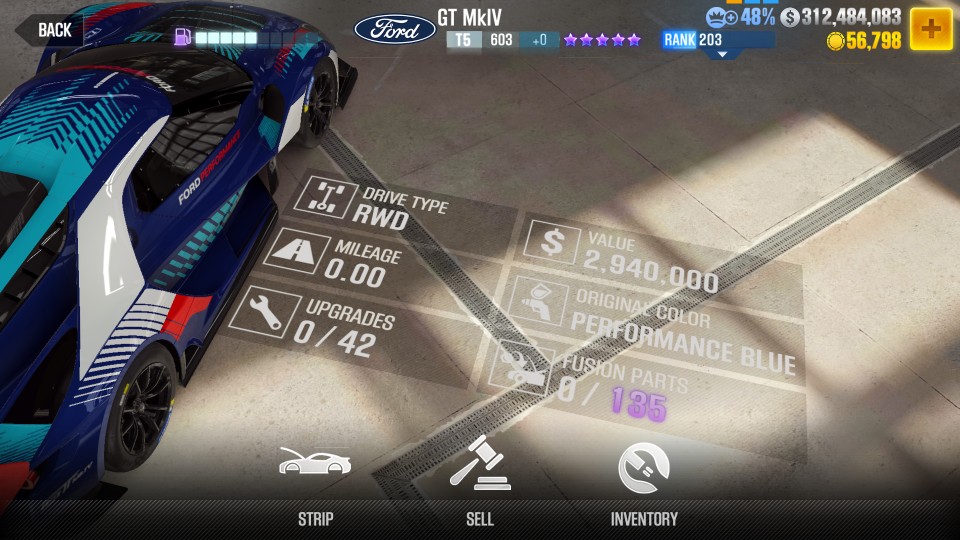 BACK
Ford
GT MkIV
T5 603 +0
RANK 203
48%
$ 312,484,083
56,798
+
FORD PERFORMANCE
DRIVE TYPE
RWD
MILEAGE
0.00
UPGRADES
0 / 42
$
VALUE
2,940,000
ORIGINAL COLOR
PERFORMANCE BLUE
FUSION PARTS
0 / 135
STRIP
SELL
INVENTORY